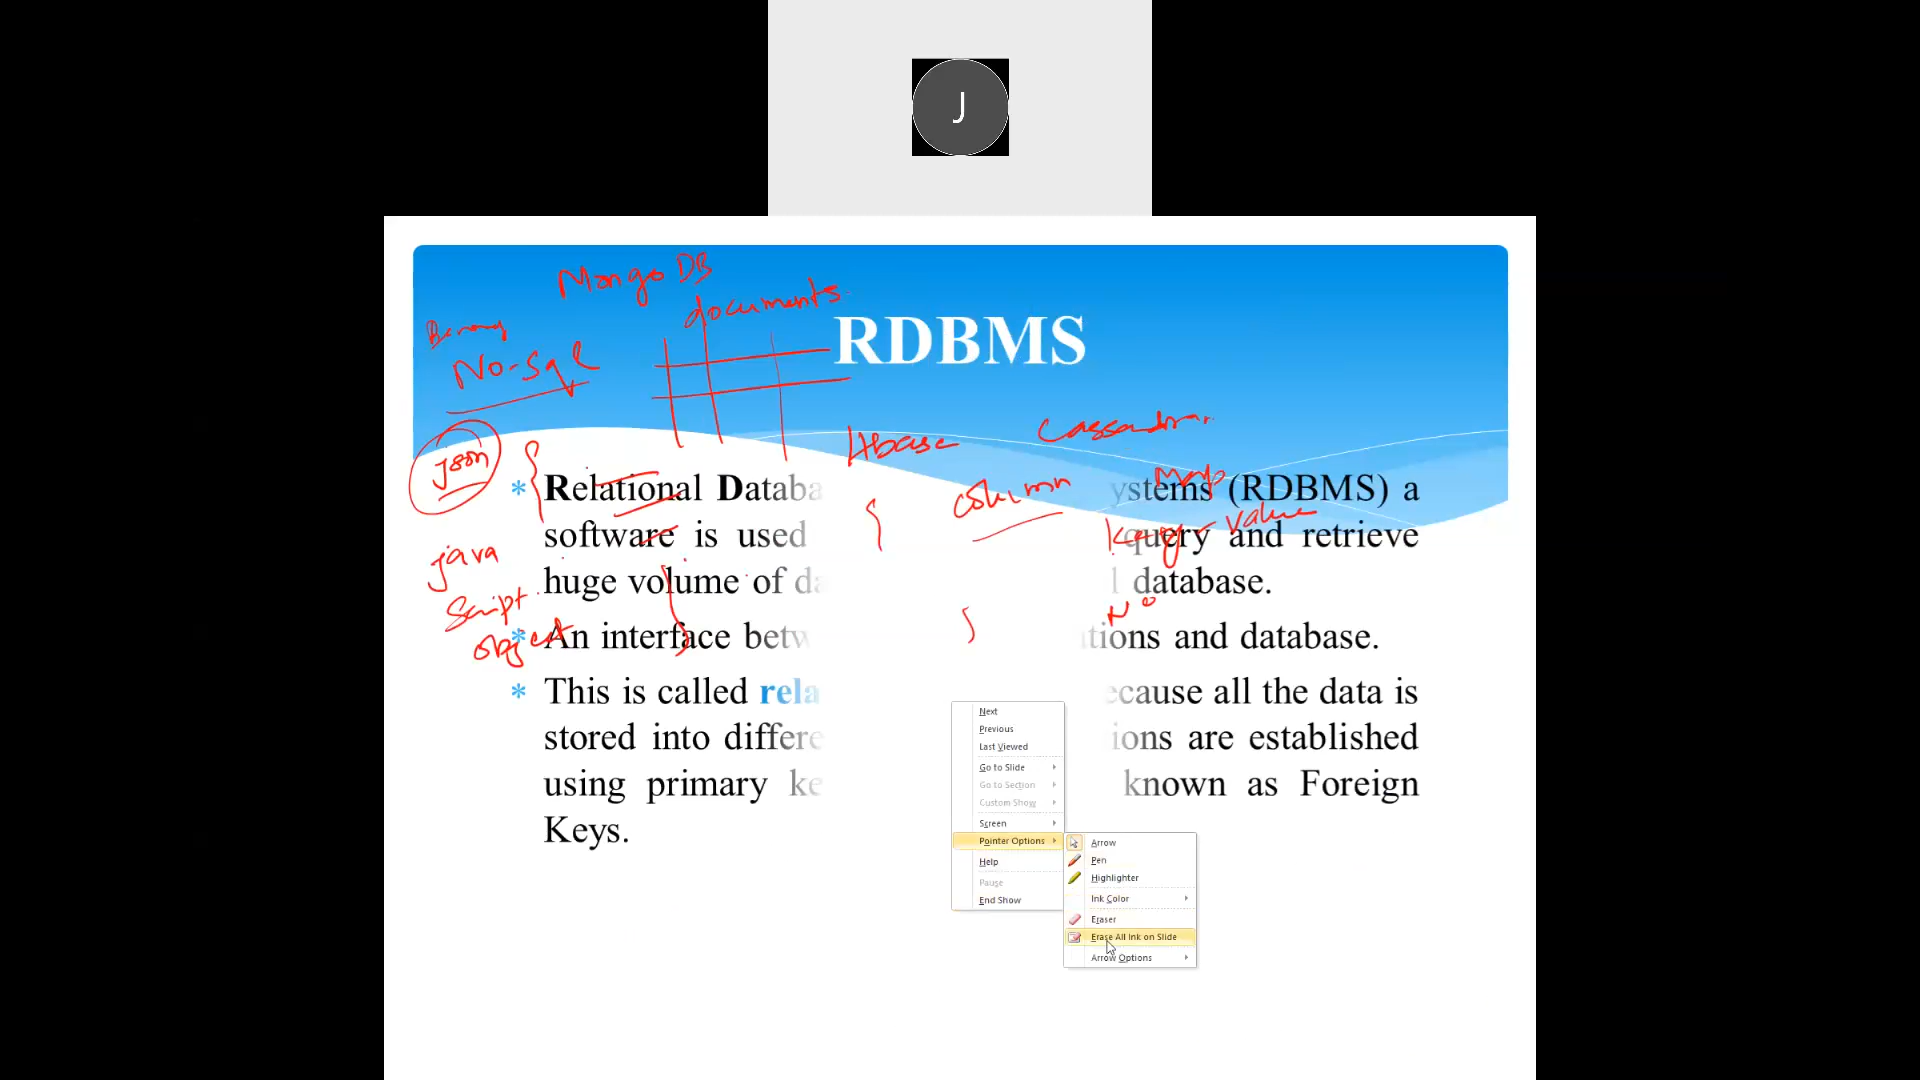 J
Mongo DB
documents
RDBMS
No-Sql
Hbase
Cassandra
json
column
Map
key-value
java
Script
object
No
* Relational Databa ystems (RDBMS) a
software is used query and retrieve
huge volume of da l database.
* An interface betw tions and database.
* This is called rela ecause all the data is
stored into differe ions are established
using primary ke known as Foreign
Keys.
Next
Previous
Last Viewed
Go to Slide
Go to Section
Custom Show
Screen
Pointer Options
Help
Pause
End Show
Arrow
Pen
Highlighter
Ink Color
Eraser
Erase All Ink on Slide
Arrow Options